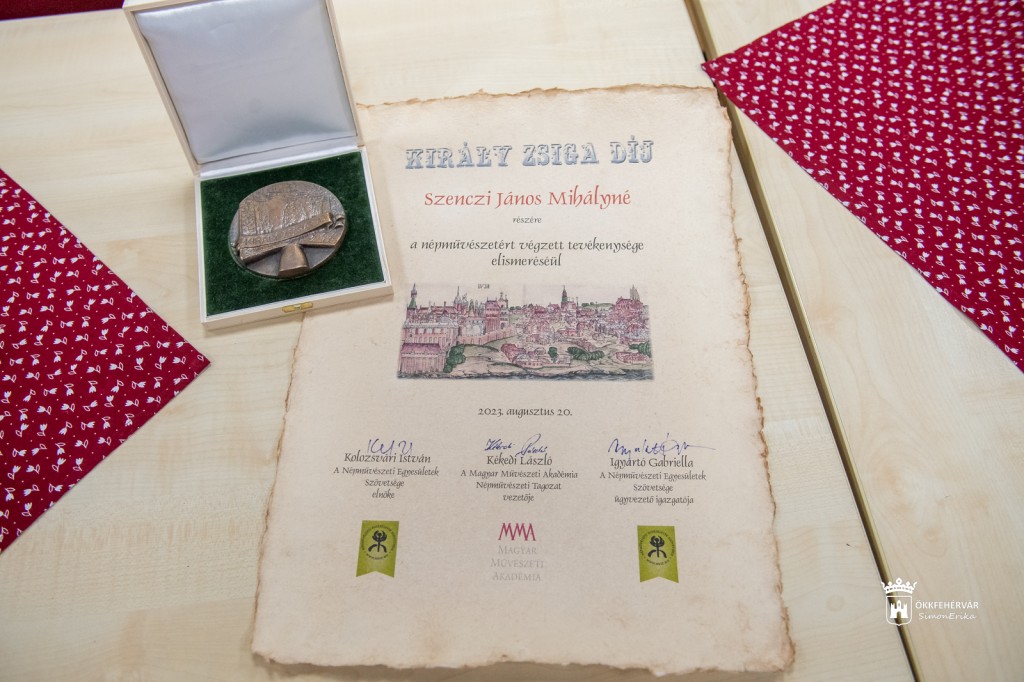 KIRÁLY ZSIGA DÍJ
Szenczi János Mihályné
részére
a népművészetért végzett tevékenysége
elismeréséül
2023. augusztus 20.
Kolozsvári István
A Népművészeti Egyesületek
Szövetsége
elnöke
Kékedi László
A Magyar Művészeti Akadémia
Népművészeti Tagozat
vezetője
Igyártó Gabriella
A Népművészeti Egyesületek
Szövetsége
ügyvezető igazgatója
MMA
MAGYAR
MŰVÉSZETI
AKADÉMIA
ÖKKFEHÉRVÁR
SimonErika